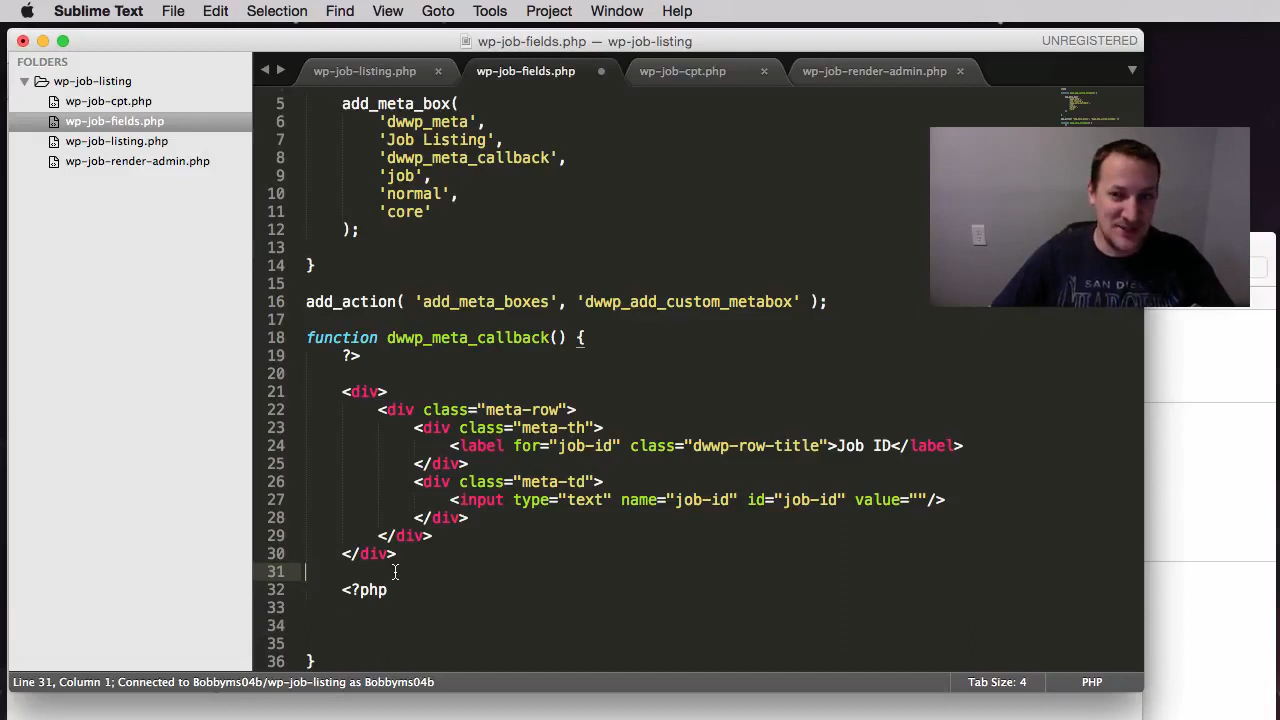 Sublime Text File Edit Selection Find View Goto Tools Project Window Help
wp-job-fields.php — wp-job-listing
UNREGISTERED
FOLDERS
wp-job-listing
wp-job-cpt.php
wp-job-fields.php
wp-job-listing.php
wp-job-render-admin.php
wp-job-listing.php × wp-job-fields.php wp-job-cpt.php × wp-job-render-admin.php ×
5 add_meta_box(
6 'dwwp_meta',
7 'Job Listing',
8 'dwwp_meta_callback',
9 'job',
10 'normal',
11 'core'
12 );
13
14 }
15
16 add_action( 'add_meta_boxes', 'dwwp_add_custom_metabox' );
17
18 function dwwp_meta_callback() {
19 ?>
20
21 <div>
22 <div class="meta-row">
23 <div class="meta-th">
24 <label for="job-id" class="dwwp-row-title">Job ID</label>
25 </div>
26 <div class="meta-td">
27 <input type="text" name="job-id" id="job-id" value=""/>
28 </div>
29 </div>
30 </div>
31
32 <?php
33
34
35
36 }
SAN DIE
Line 31, Column 1; Connected to Bobbyms04b/wp-job-listing as Bobbyms04b
Tab Size: 4
PHP